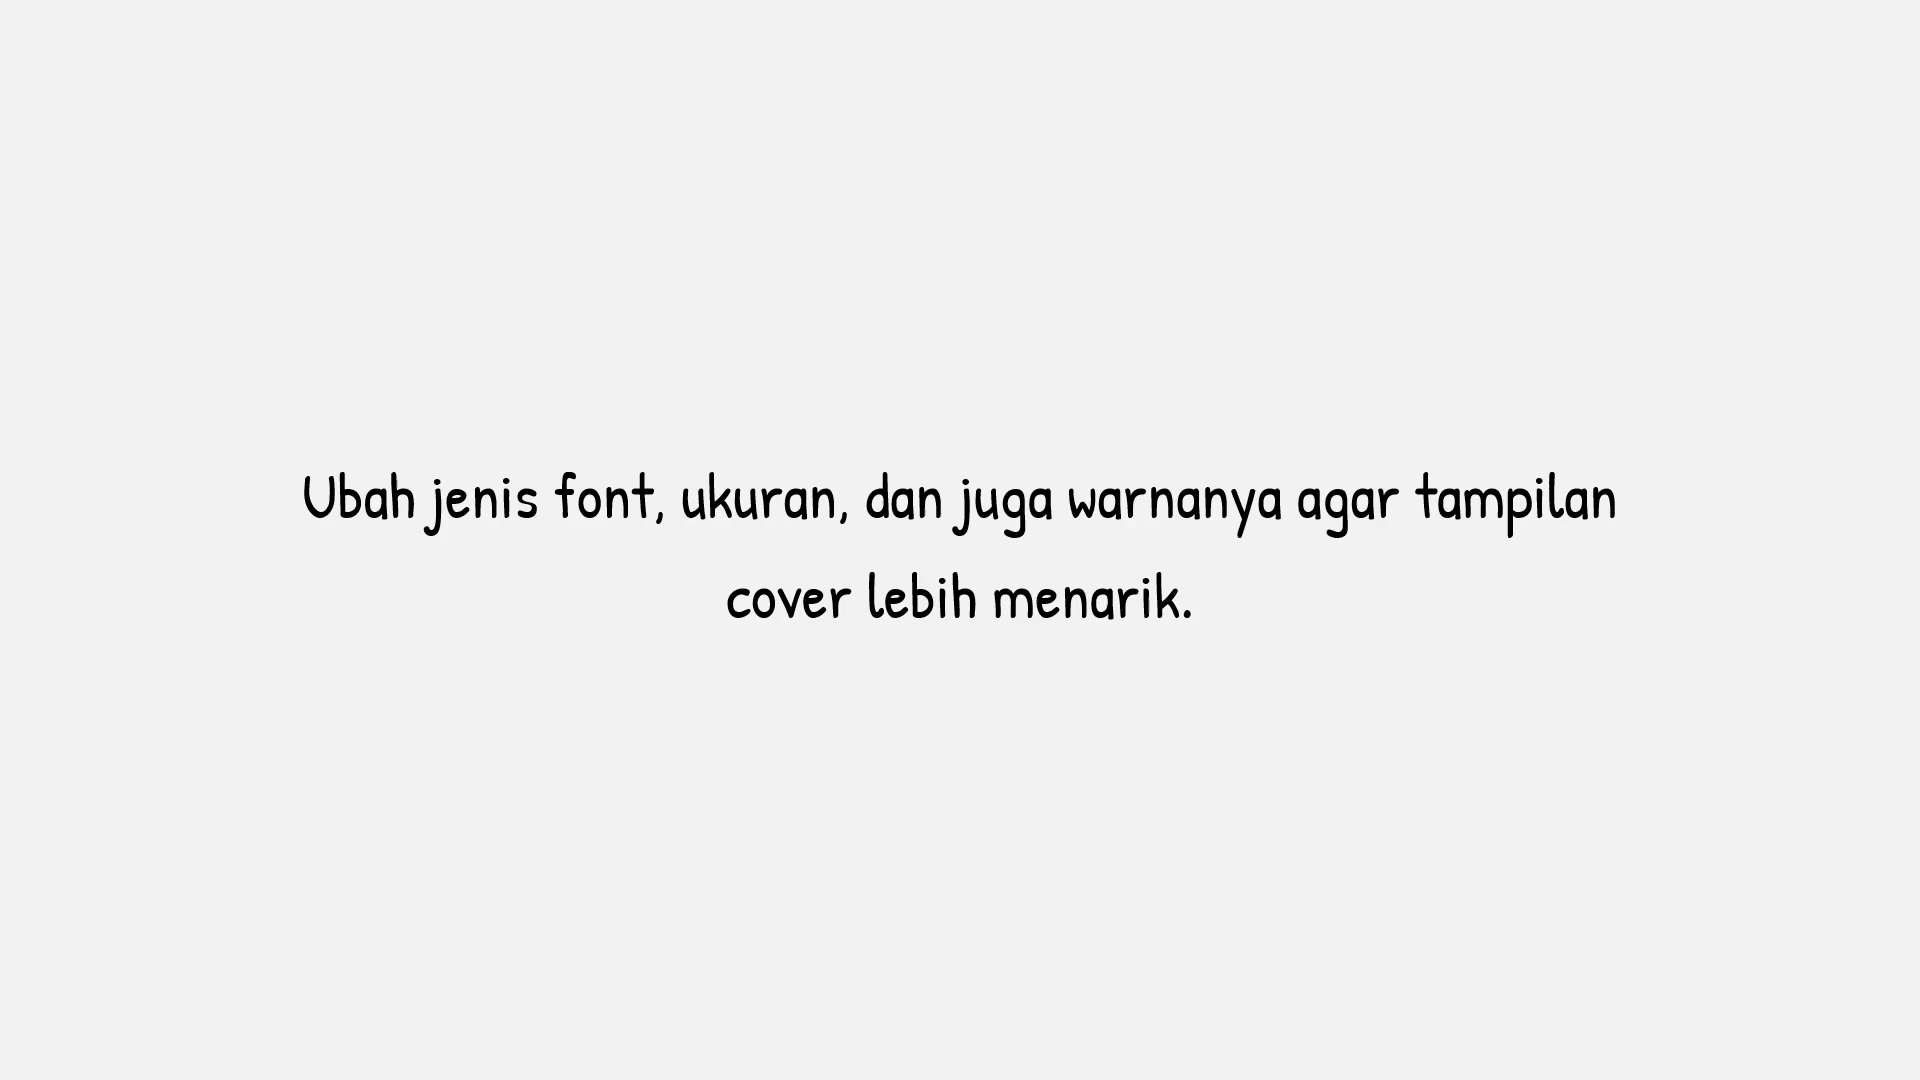 Ubah jenis font, ukuran, dan juga warnanya agar tampilan
cover lebih menarik.